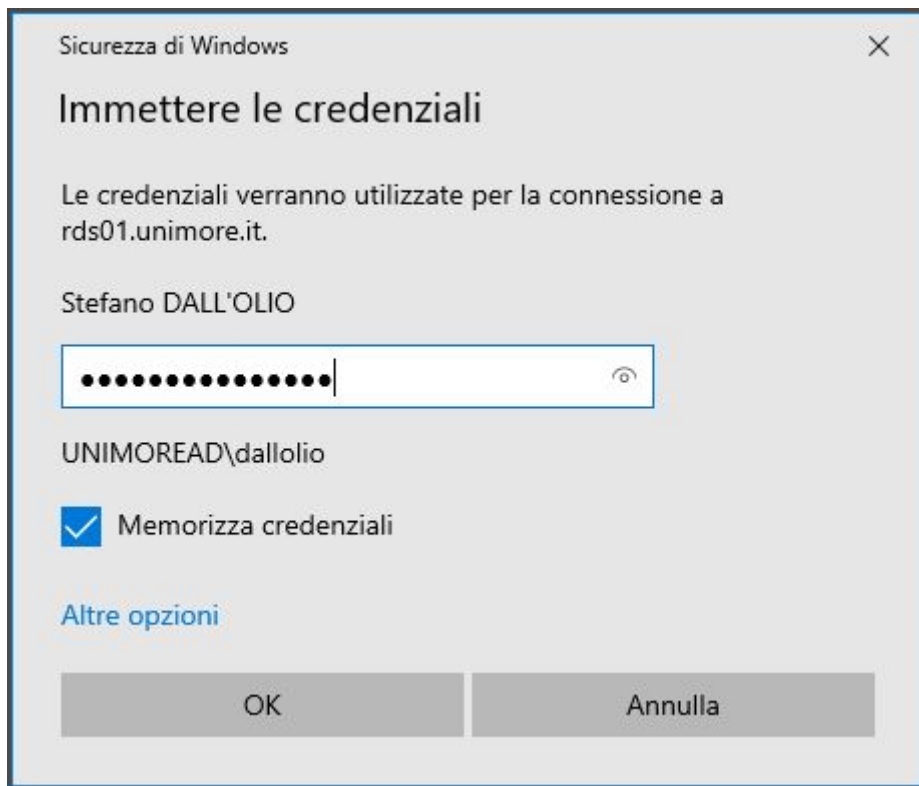 Sicurezza di Windows
Immettere le credenziali
Le credenziali verranno utilizzate per la connessione a
rds01.unimore.it.
Stefano DALL'OLIO
●●●●●●●●●●●●●●●
UNIMOREAD\dallolio
Memorizza credenziali
Altre opzioni
OK
Annulla